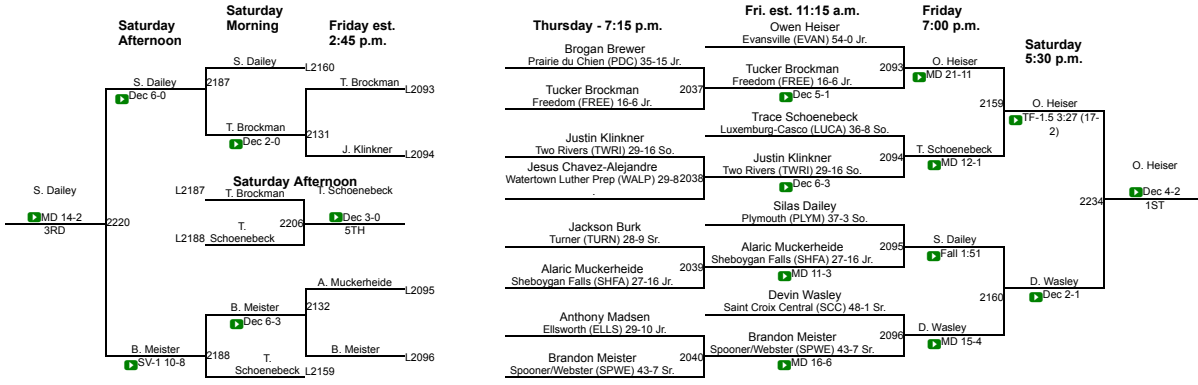 Saturday
Afternoon
Saturday
Morning
Friday est.
2:45 p.m.
S. Dailey
L2160
S. Dailey
2187
Dec 6-0
T. Brockman
L2093
T. Brockman
2131
Dec 2-0
J. Klinkner
L2094
S. Dailey
MD 14-2
3RD
2220
Saturday Afternoon
L2187
T. Brockman
T. Schoenebeck
2206
Dec 3-0
5TH
T.
L2188 Schoenebeck
A. Muckerheide
L2095
B. Meister
2132
Dec 6-3
B. Meister
L2096
B. Meister
2188
SV-1 10-8
T.
Schoenebeck
L2159
Thursday - 7:15 p.m.
Fri. est. 11:15 a.m.
Friday
7:00 p.m.
Saturday
5:30 p.m.
Owen Heiser
Evansville (EVAN) 54-0 Jr.
Brogan Brewer
Prairie du Chien (PDC) 35-15 Jr.
2093
O. Heiser
MD 21-11
Tucker Brockman
Freedom (FREE) 16-6 Jr.
2037
Dec 5-1
Tucker Brockman
Freedom (FREE) 16-6 Jr.
2159
O. Heiser
TF-1.5 3:27 (17-
2)
Trace Schoenebeck
Luxemburg-Casco (LUCA) 36-8 So.
Justin Klinkner
Two Rivers (TWRI) 29-16 So.
2094
T. Schoenebeck
MD 12-1
Justin Klinkner
Two Rivers (TWRI) 29-16 So.
Dec 6-3
Jesus Chavez-Alejandre
Watertown Luther Prep (WALP) 29-8
2038
.
O. Heiser
Dec 4-2
1ST
2234
Silas Dailey
Plymouth (PLYM) 37-3 So.
Jackson Burk
Turner (TURN) 28-9 Sr.
2095
S. Dailey
Fall 1:51
Alaric Muckerheide
Sheboygan Falls (SHFA) 27-16 Jr.
2039
MD 11-3
Alaric Muckerheide
Sheboygan Falls (SHFA) 27-16 Jr.
2160
D. Wasley
Dec 2-1
Devin Wasley
Saint Croix Central (SCC) 48-1 Sr.
Anthony Madsen
Ellsworth (ELLS) 29-10 Jr.
2096
D. Wasley
MD 15-4
Brandon Meister
Spooner/Webster (SPWE) 43-7 Sr.
2040
MD 16-6
Brandon Meister
Spooner/Webster (SPWE) 43-7 Sr.